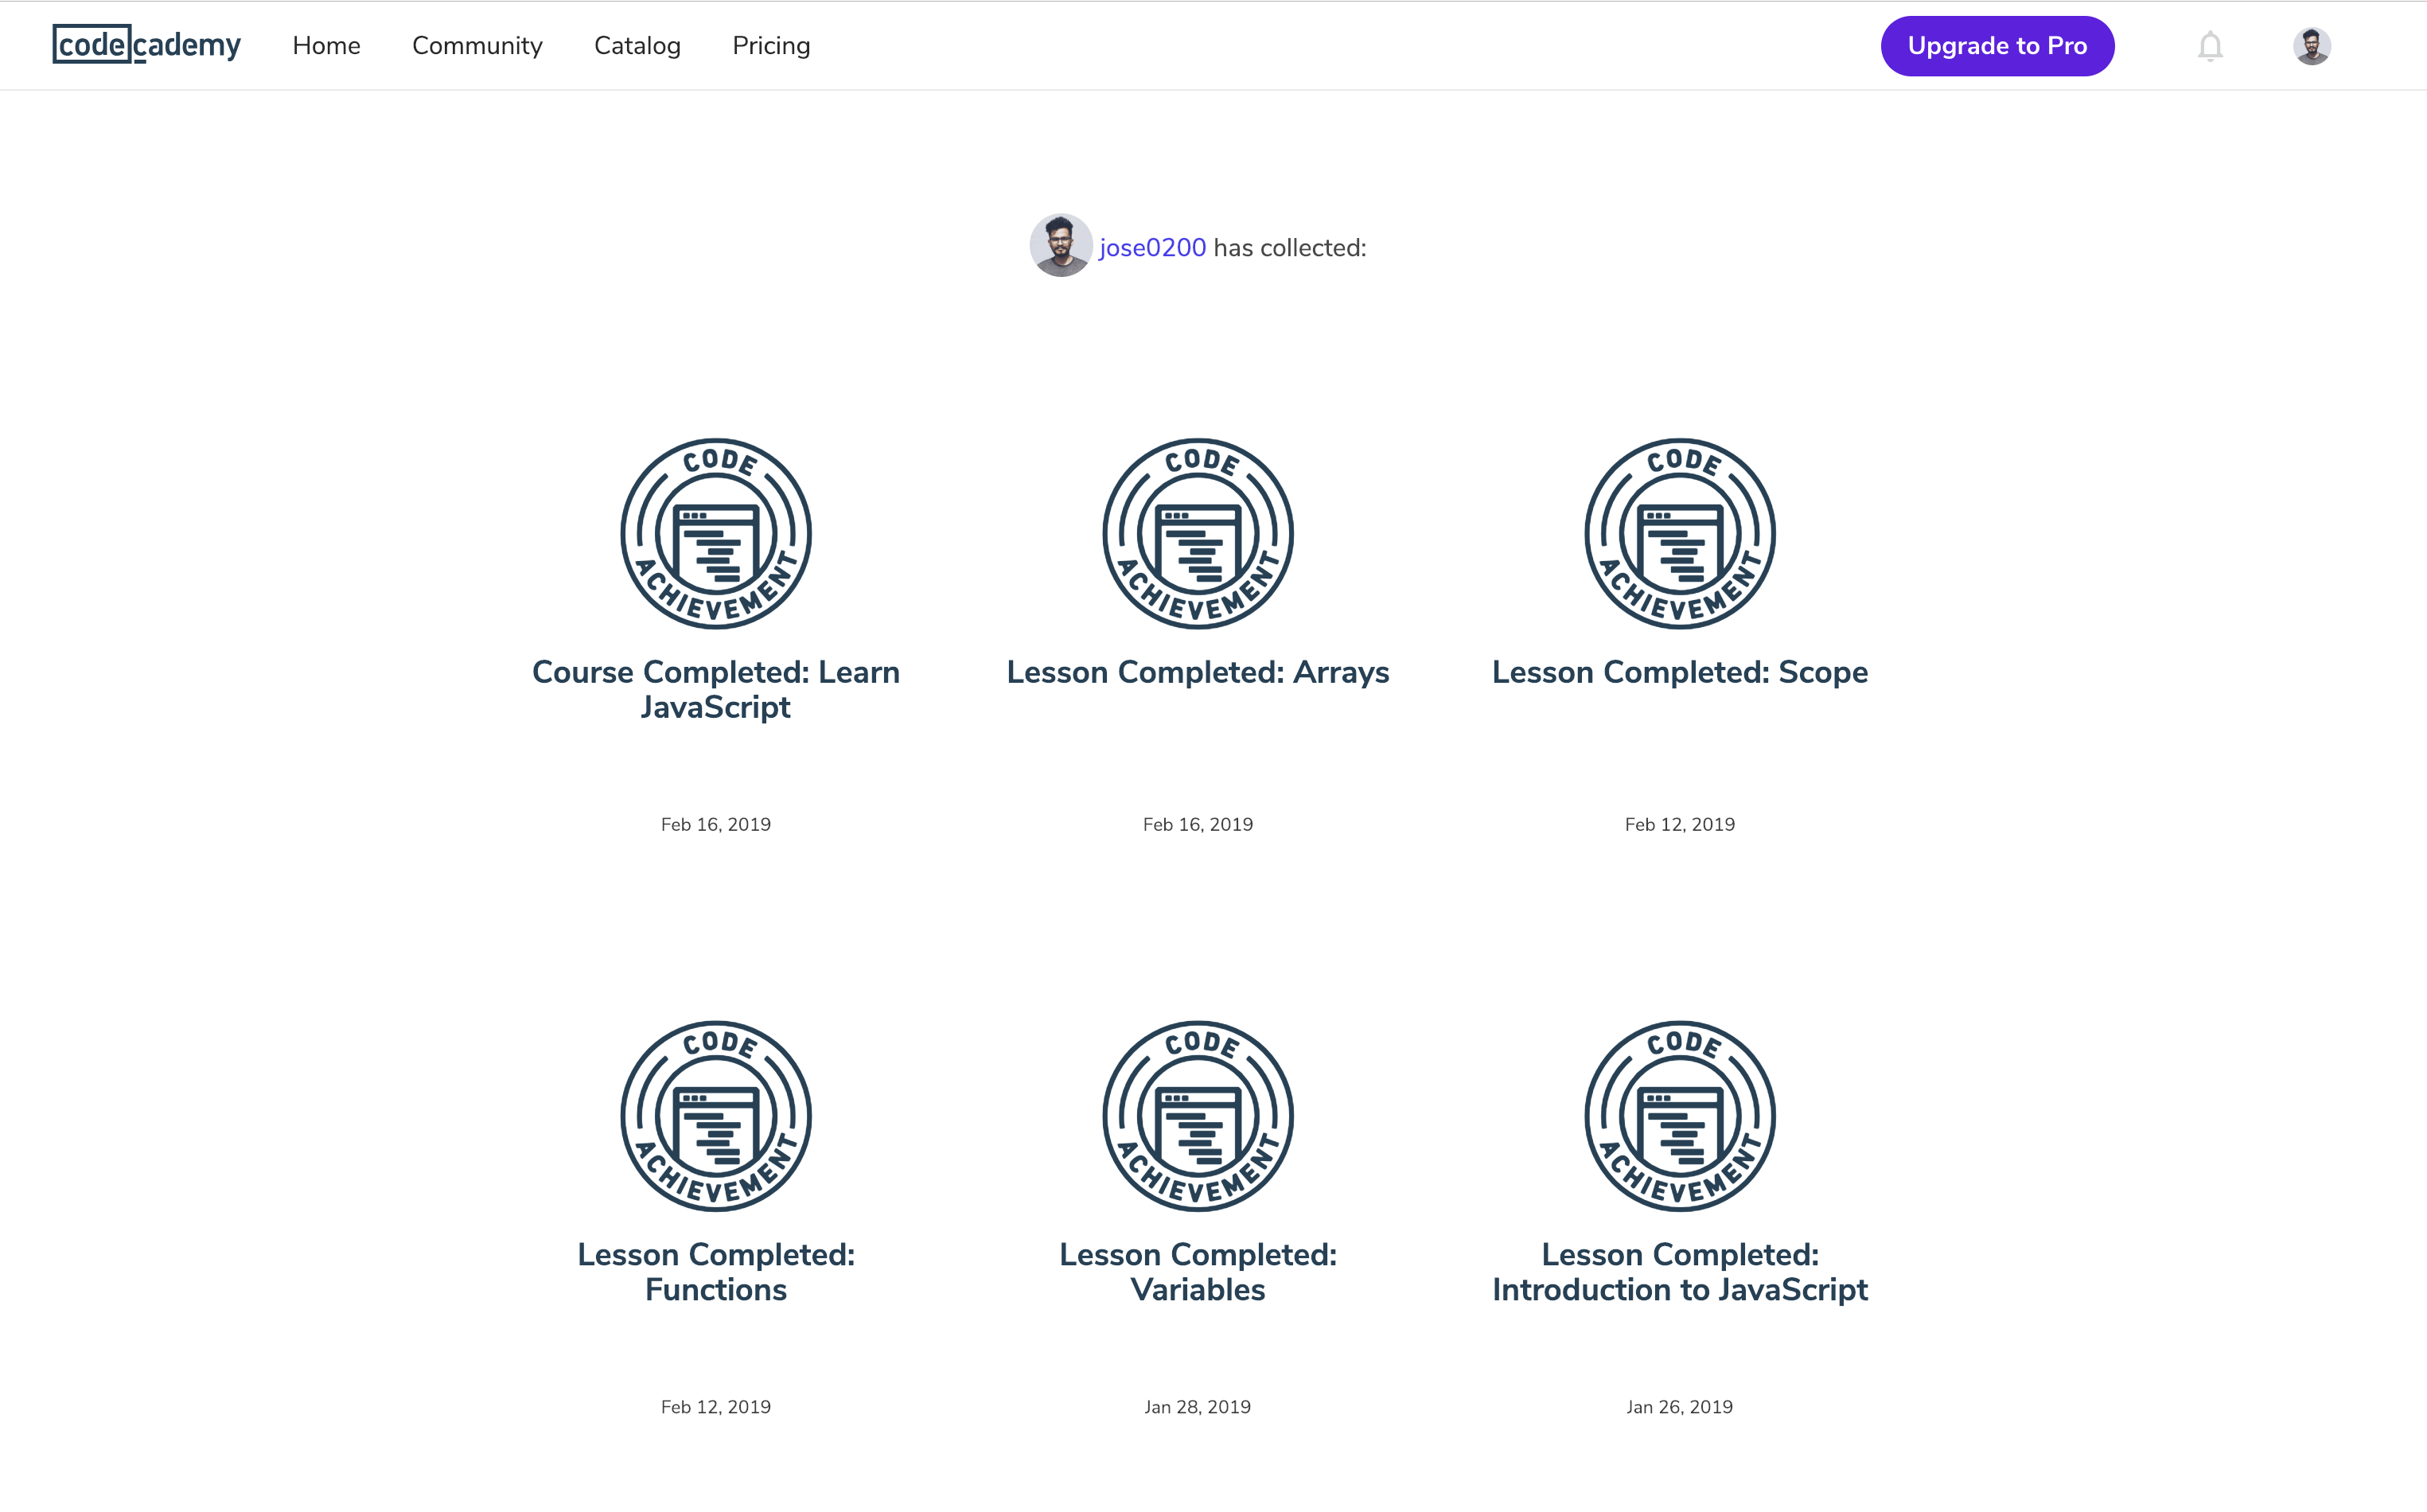 codecademy Home Community Catalog Pricing Upgrade to Pro
jose0200 has collected:
CODE ACHIEVEMENT
Course Completed: Learn
JavaScript
Feb 16, 2019
CODE ACHIEVEMENT
Lesson Completed: Arrays
Feb 16, 2019
CODE ACHIEVEMENT
Lesson Completed: Scope
Feb 12, 2019
CODE ACHIEVEMENT
Lesson Completed:
Functions
Feb 12, 2019
CODE ACHIEVEMENT
Lesson Completed:
Variables
Jan 28, 2019
CODE ACHIEVEMENT
Lesson Completed:
Introduction to JavaScript
Jan 26, 2019